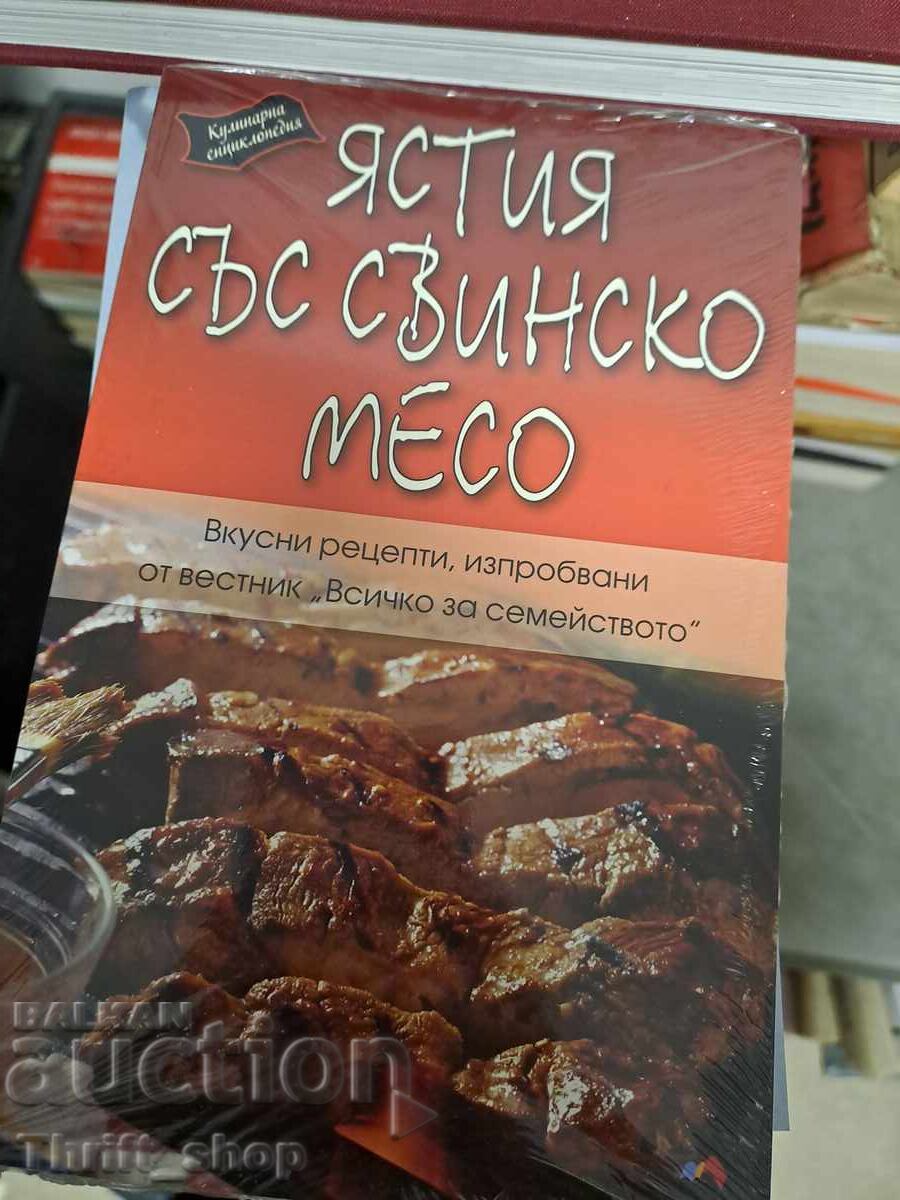 Кулинарна
енциклопедия
ЯСТИЯ
СЪС СВИНСКО
МЕСО
Вкусни рецепти, изпробвани
от вестник „Всичко за семейството“
BALKAN
auction
Thrift_shop